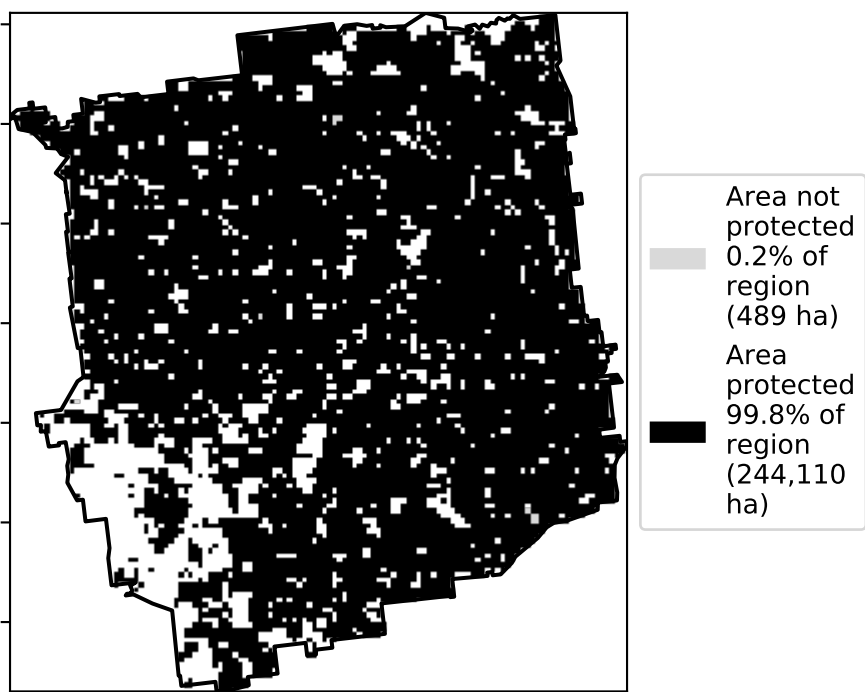 Area not
protected
0.2% of
region
(489 ha)
Area
protected
99.8% of
region
(244,110
ha)